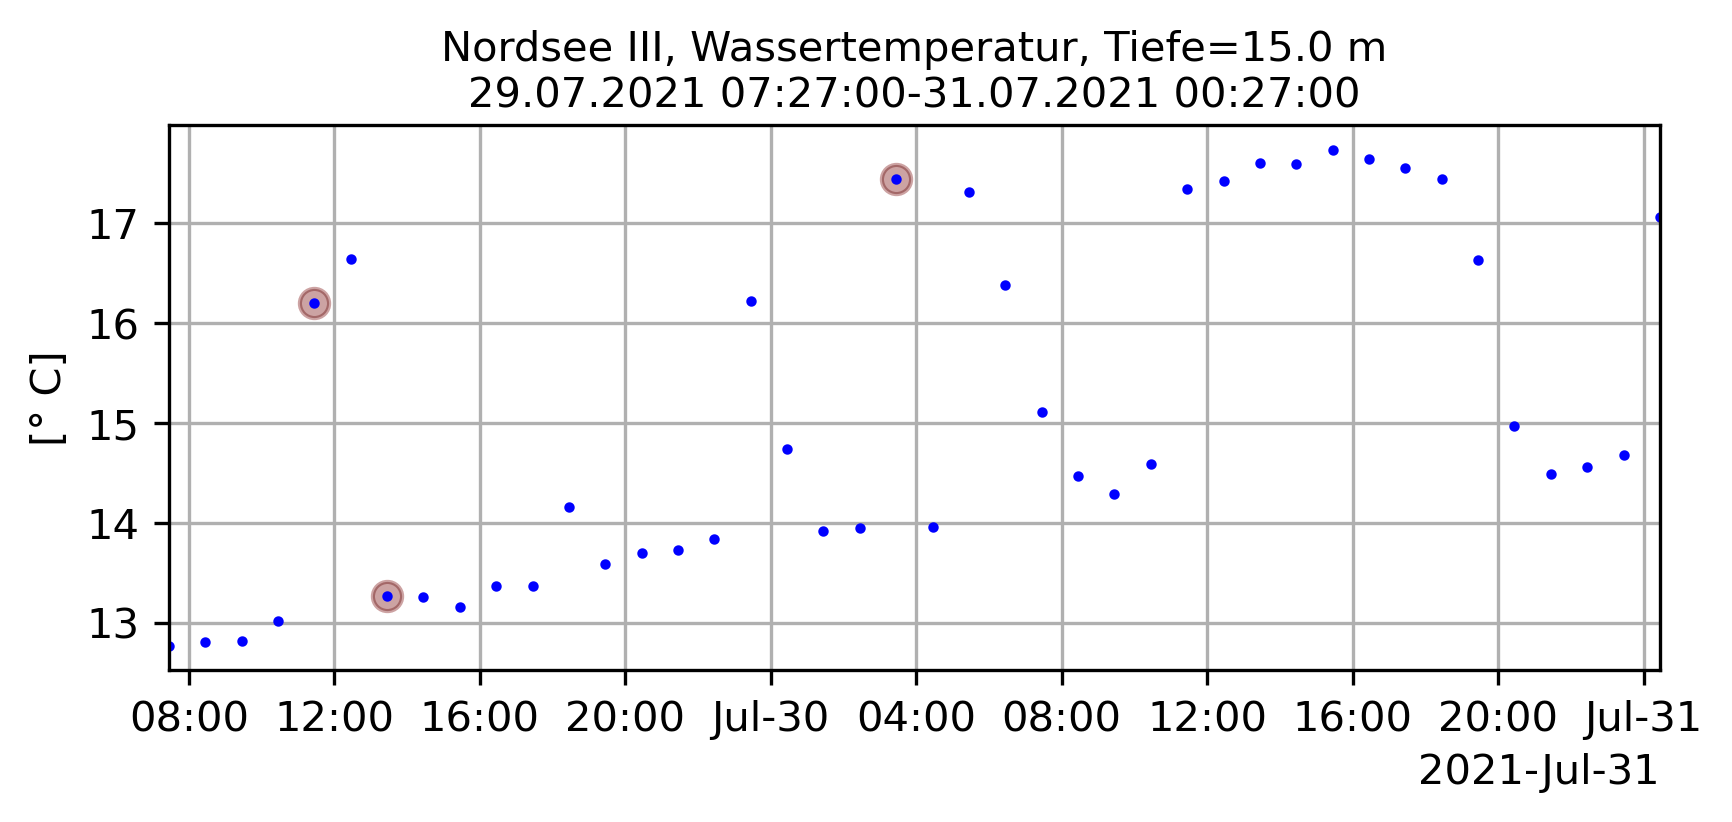 Nordsee III, Wassertemperatur, Tiefe=15.0 m
29.07.2021 07:27:00-31.07.2021 00:27:00
[° C]
17
16
15
14
13
08:00 12:00 16:00 20:00 Jul-30 04:00 08:00 12:00 16:00 20:00 Jul-31
2021-Jul-31